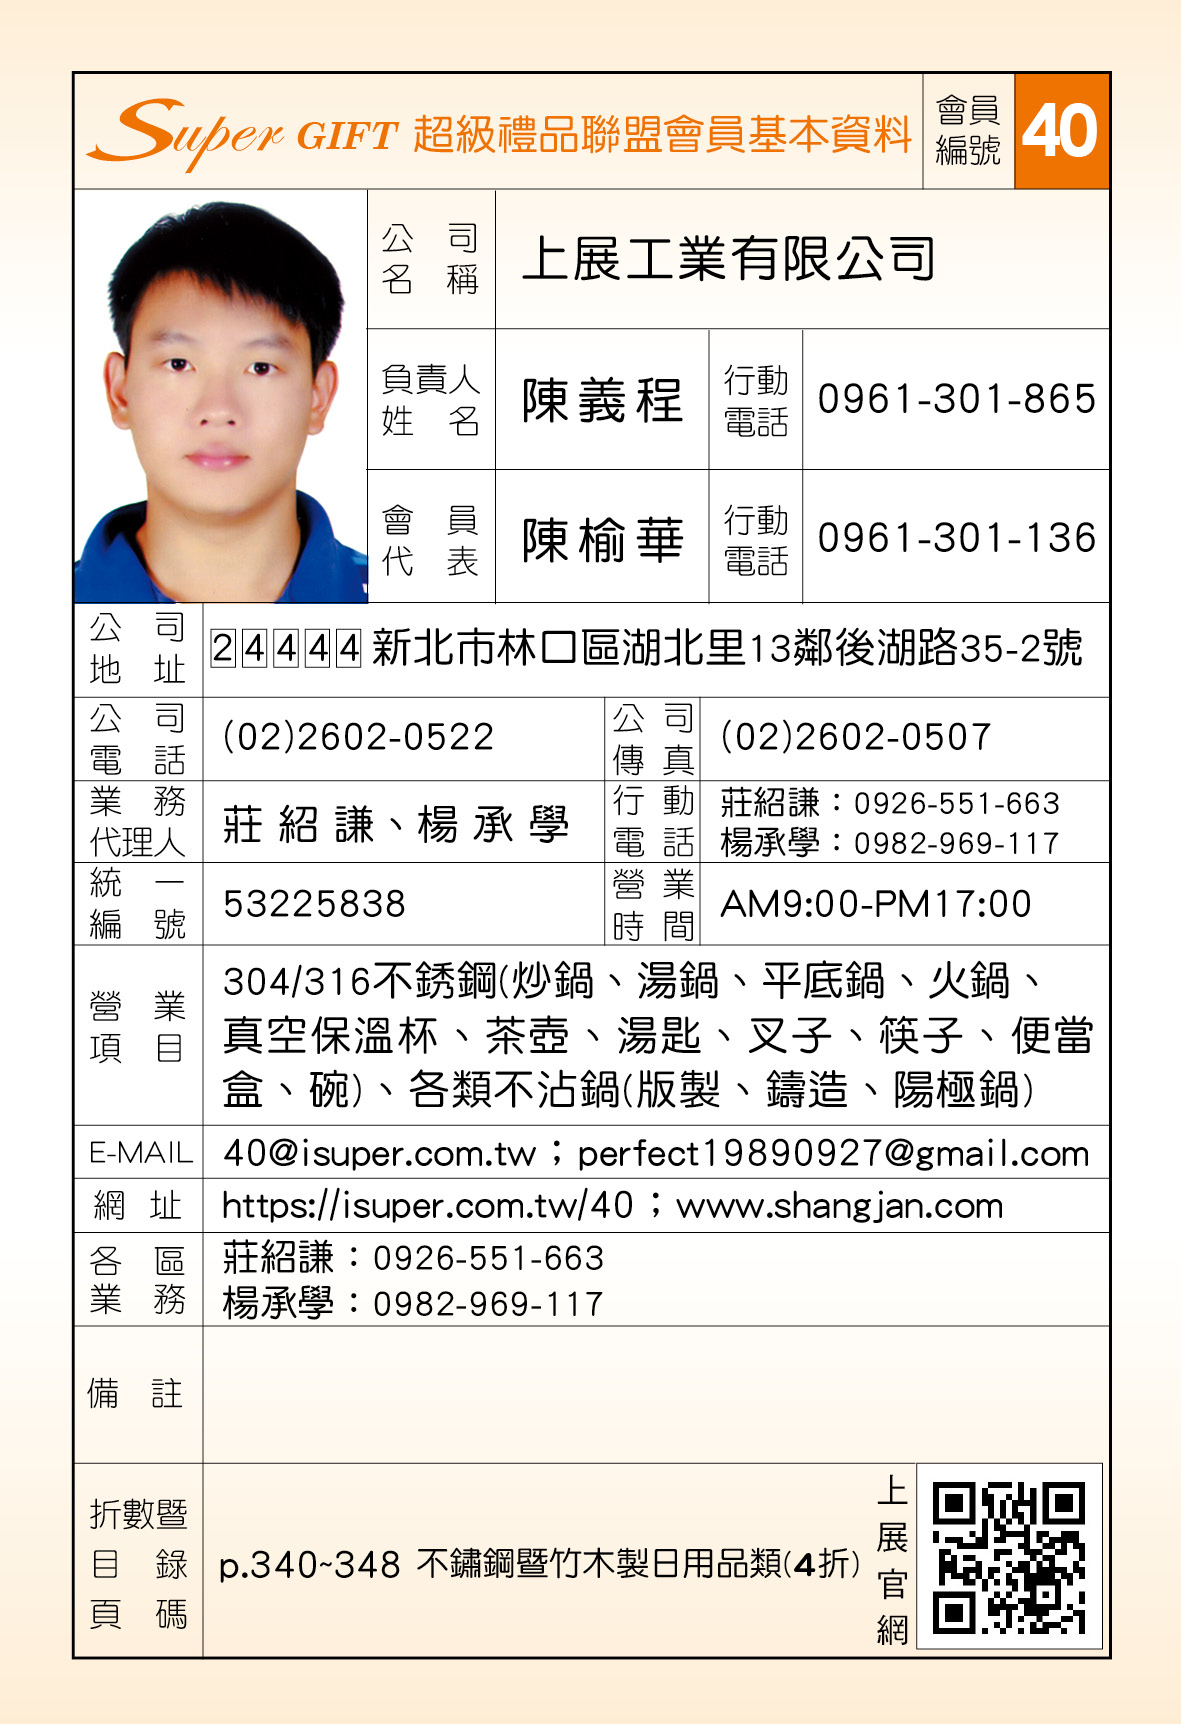 Super GIFT 超級禮品聯盟會員基本資料
會員編號
40
公司名稱
上展工業有限公司
負責人姓名
陳義程
行動電話
0961-301-865
會員代表
陳榆華
行動電話
0961-301-136
公司地址
24444 新北市林口區湖北里13鄰後湖路35-2號
公司電話
(02)2602-0522
公司傳真
(02)2602-0507
業務代理人
莊紹謙、楊承學
行動電話
莊紹謙：0926-551-663
楊承學：0982-969-117
統一編號
53225838
營業時間
AM9:00-PM17:00
營業項目
304/316不銹鋼(炒鍋、湯鍋、平底鍋、火鍋、
真空保溫杯、茶壺、湯匙、叉子、筷子、便當
盒、碗)、各類不沾鍋(版製、鑄造、陽極鍋)
E-MAIL
40@isuper.com.tw；perfect19890927@gmail.com
網址
https://isuper.com.tw/40；www.shangjan.com
各區業務
莊紹謙：0926-551-663
楊承學：0982-969-117
備註
折數暨目錄頁碼
p.340~348 不鏽鋼暨竹木製日用品類(4折)
上展官網